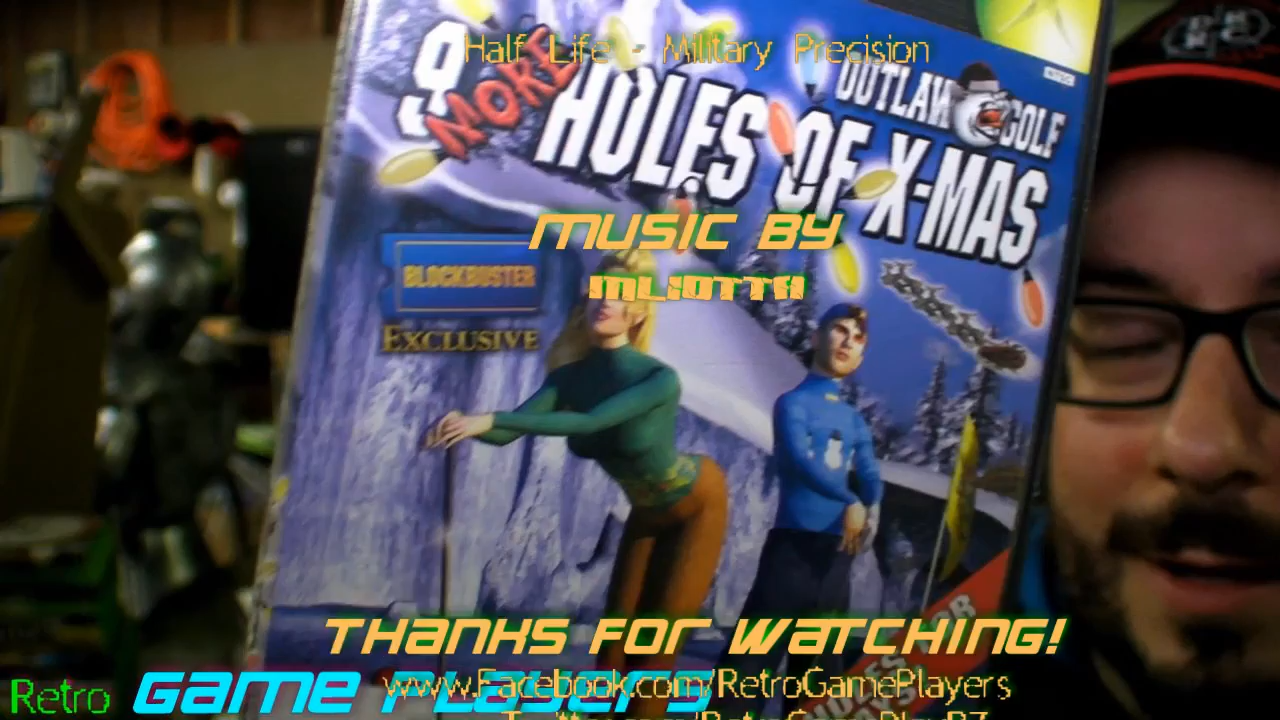 Half Life - Military Precision
9 MORE HOLES OF X-MAS
OUTLAW GOLF
MUSIC BY
MLIOTTA
BLOCKBUSTER
EXCLUSIVE
THANKS FOR WATCHING!
Retro GAME PLAYERS
www.Facebook.com/RetroGamePlayers